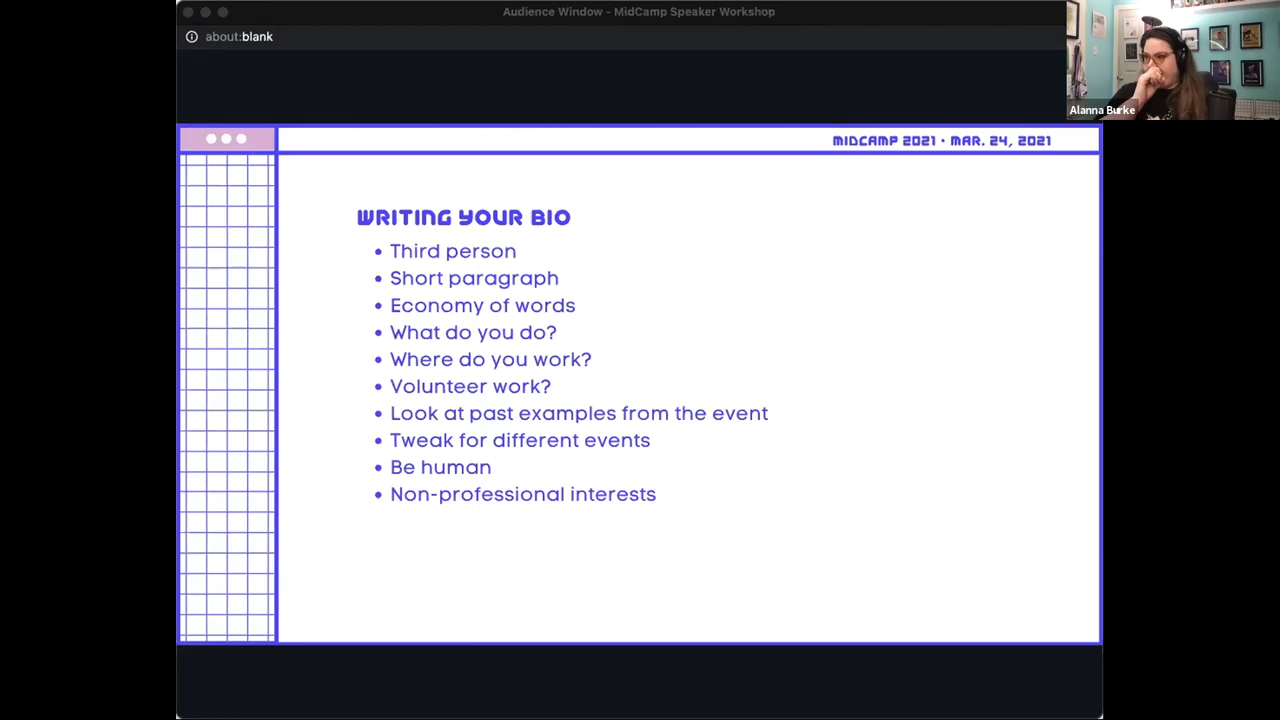 Audience Window - MidCamp Speaker Workshop
about:blank
Alanna Burke
MIDCAMP 2021 • MAR. 24, 2021
WRITING YOUR BIO
• Third person
• Short paragraph
• Economy of words
• What do you do?
• Where do you work?
• Volunteer work?
• Look at past examples from the event
• Tweak for different events
• Be human
• Non-professional interests